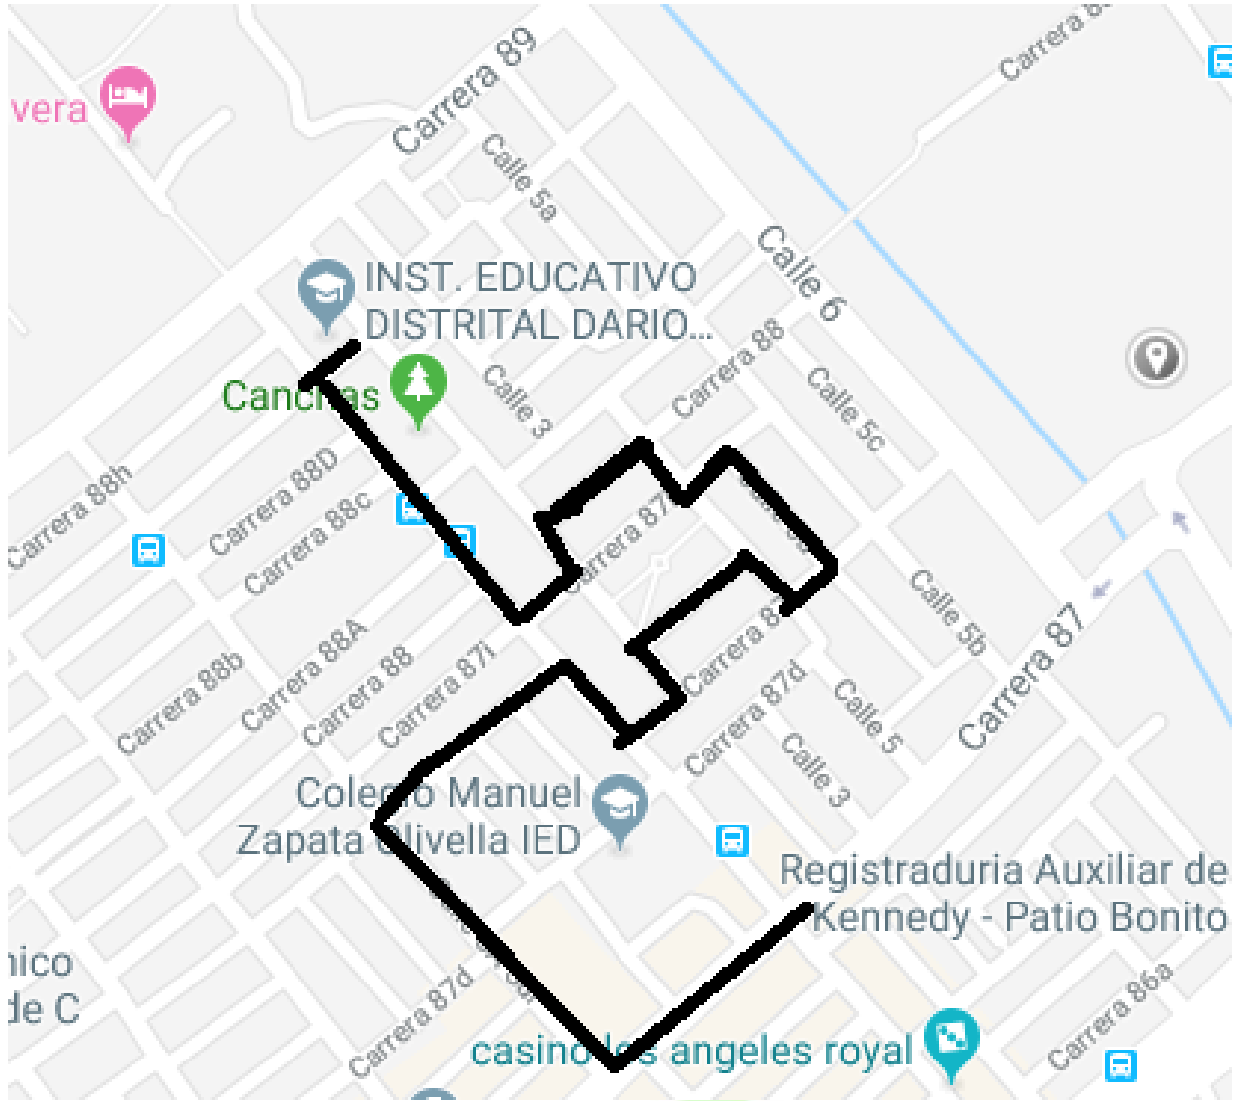 Carrera 89
vera
Calle 5a
Calle 6
INST. EDUCATIVO
DISTRITAL DARIO...
Calle 3
Carrera 88
Calle 5c
Carrera 88h
Carrera 88D
Carrera 88c
Calle 5b
Carrera 87
Carrera 88b
Carrera 88A
Carrera 88
Carrera 87i
Carrera 87d
Calle 5
Calle 3
Colegio Manuel
Zapata Olivella IED
Registraduria Auxiliar de
Kennedy - Patio Bonito
nico
de C
Carrera 87d
Carrera 86a
casino los angeles royal